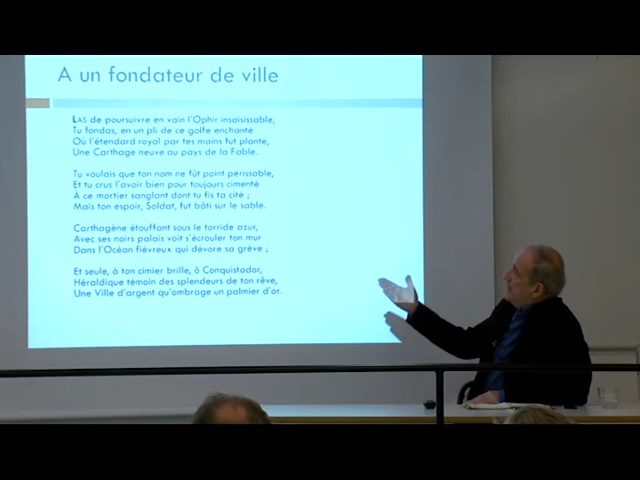 A un fondateur de ville
LAS de poursuivre en vain l'Ophir insaisissable,
Tu fondas, en un pli de ce golfe enchanté
Où l'étendard royal par tes mains fut planté,
Une Carthage neuve au pays de la Fable.
Tu voulais que ton nom ne fût point périssable,
Et tu crus l'avoir bien pour toujours cimenté
À ce mortier sanglant dont tu fis ta cité ;
Mais ton espoir, Soldat, fut bâti sur le sable.
Carthagène étouffant sous le torride azur,
Avec ses noirs palais voit s'écrouler ton mur
Dans l'Océan fiévreux qui dévore sa grève ;
Et seule, à ton cimier brille, ô Conquistador,
Héraldique témoin des splendeurs de ton rêve,
Une Ville d'argent qu'ombrage un palmier d'or.